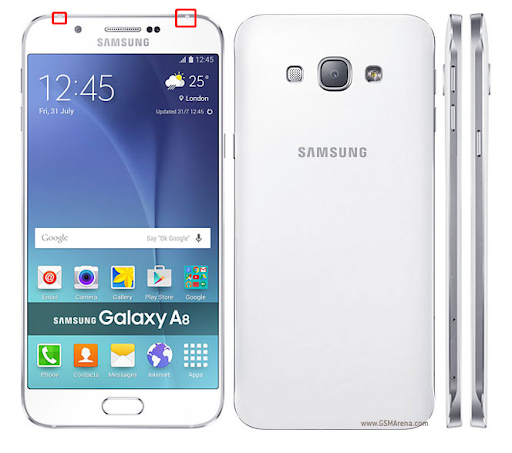 SAMSUNG
12:45
12:45
25°
London
Fri, 31 July
Updated 31/7 12:45
Google
Say "Ok Google"
Email Camera Gallery Play Store Google
SAMSUNG Galaxy A8
Phone Contacts Messages Internet Apps
SAMSUNG
www.GSMArena.com